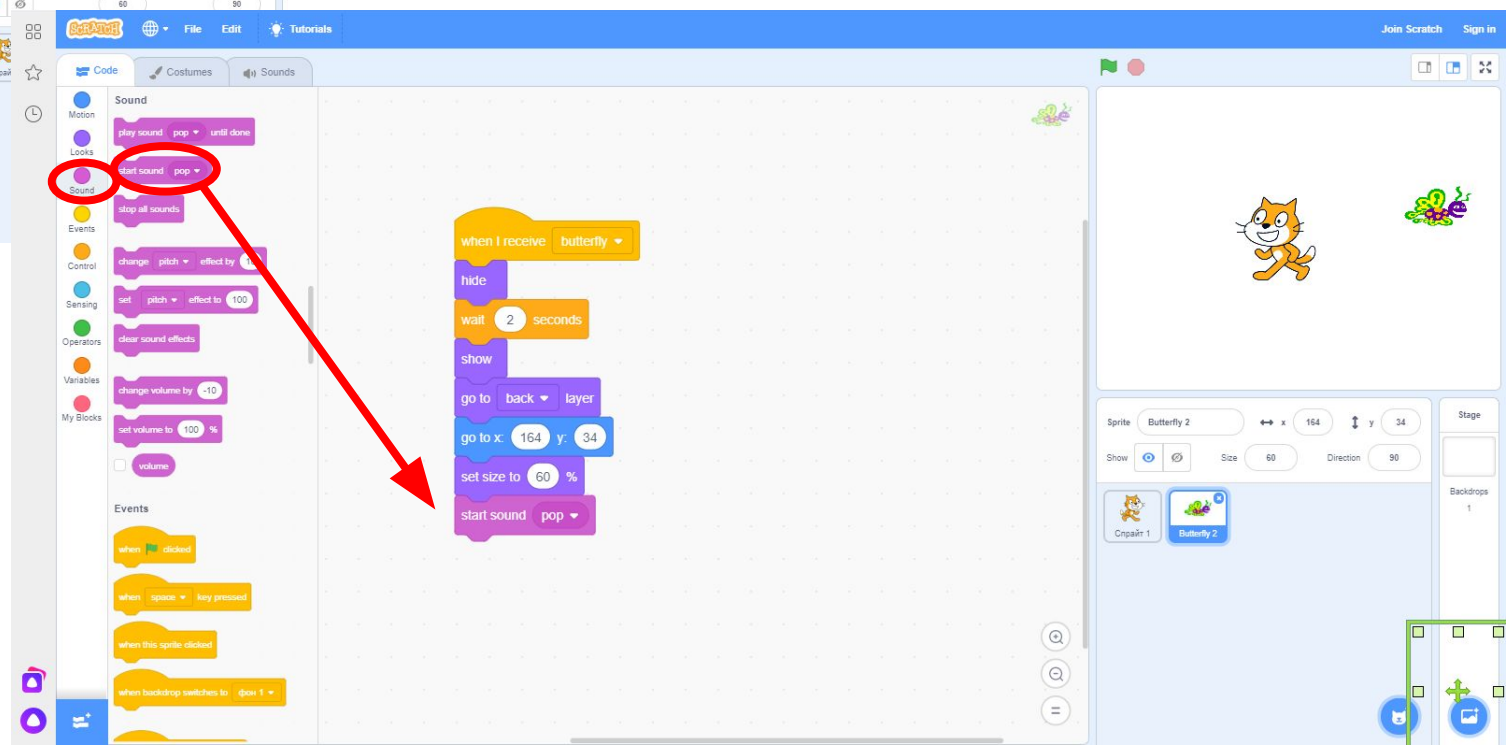 60 90
SCRATCH File Edit Tutorials Join Scratch Sign in
Code Costumes Sounds
Motion
Looks
Sound
Events
Control
Sensing
Operators
Variables
My Blocks
Sound
play sound pop until done
start sound pop
stop all sounds
change pitch effect by
set pitch effect to 100
clear sound effects
change volume by -10
set volume to 100 %
volume
Events
when clicked
when space key pressed
when this sprite clicked
when backdrop switches to фон 1
when I receive butterfly
hide
wait 2 seconds
show
go to back layer
go to x: 164 y: 34
set size to 60 %
start sound pop
Sprite Butterfly 2 x 164 y 34
Show Size 60 Direction 90
Спрайт 1
Butterfly 2
Stage
Backdrops
1